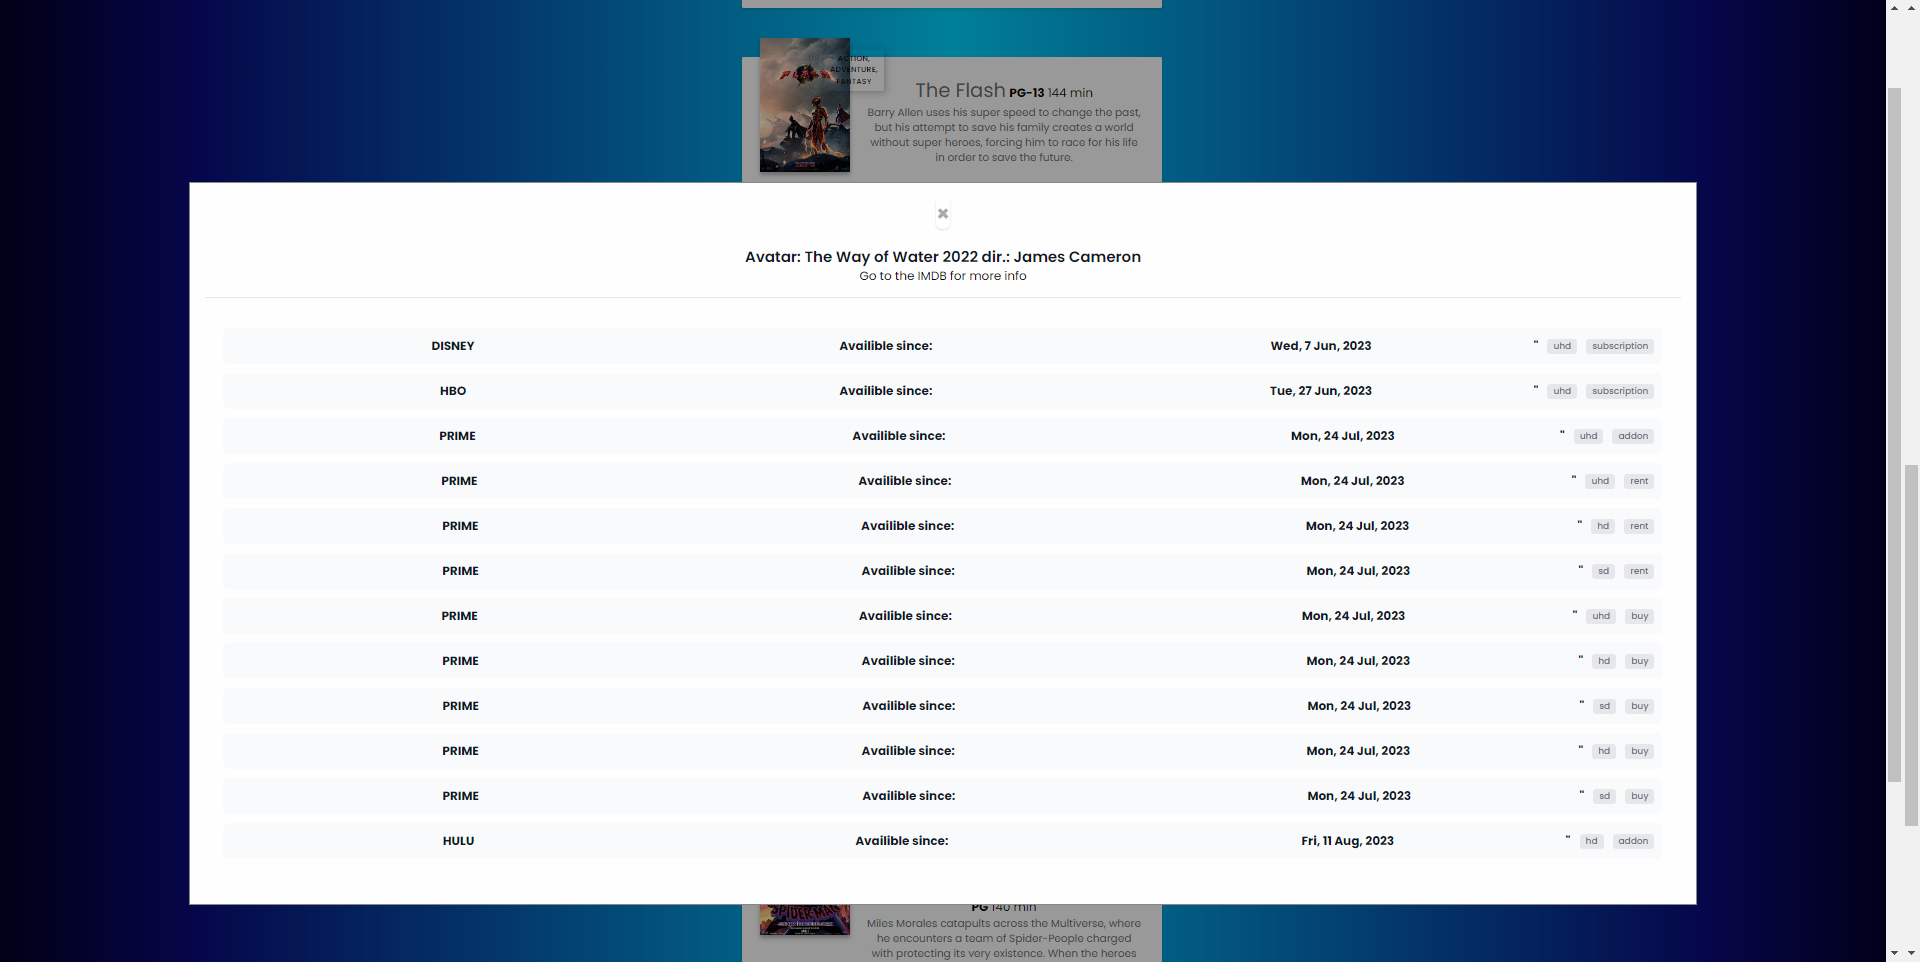 ACTION,
ADVENTURE,
FANTASY
The Flash PG-13 144 min
Barry Allen uses his super speed to change the past,
but his attempt to save his family creates a world
without super heroes, forcing him to race for his life
in order to save the future.
✖
Avatar: The Way of Water 2022 dir.: James Cameron
Go to the IMDB for more info
DISNEY Availible since: Wed, 7 Jun, 2023 " uhd subscription
HBO Availible since: Tue, 27 Jun, 2023 " uhd subscription
PRIME Availible since: Mon, 24 Jul, 2023 " uhd addon
PRIME Availible since: Mon, 24 Jul, 2023 " uhd rent
PRIME Availible since: Mon, 24 Jul, 2023 " hd rent
PRIME Availible since: Mon, 24 Jul, 2023 " sd rent
PRIME Availible since: Mon, 24 Jul, 2023 " uhd buy
PRIME Availible since: Mon, 24 Jul, 2023 " hd buy
PRIME Availible since: Mon, 24 Jul, 2023 " sd buy
PRIME Availible since: Mon, 24 Jul, 2023 " hd buy
PRIME Availible since: Mon, 24 Jul, 2023 " sd buy
HULU Availible since: Fri, 11 Aug, 2023 " hd addon
SPIDER-MAN
PG 140 min
Miles Morales catapults across the Multiverse, where
he encounters a team of Spider-People charged
with protecting its very existence. When the heroes